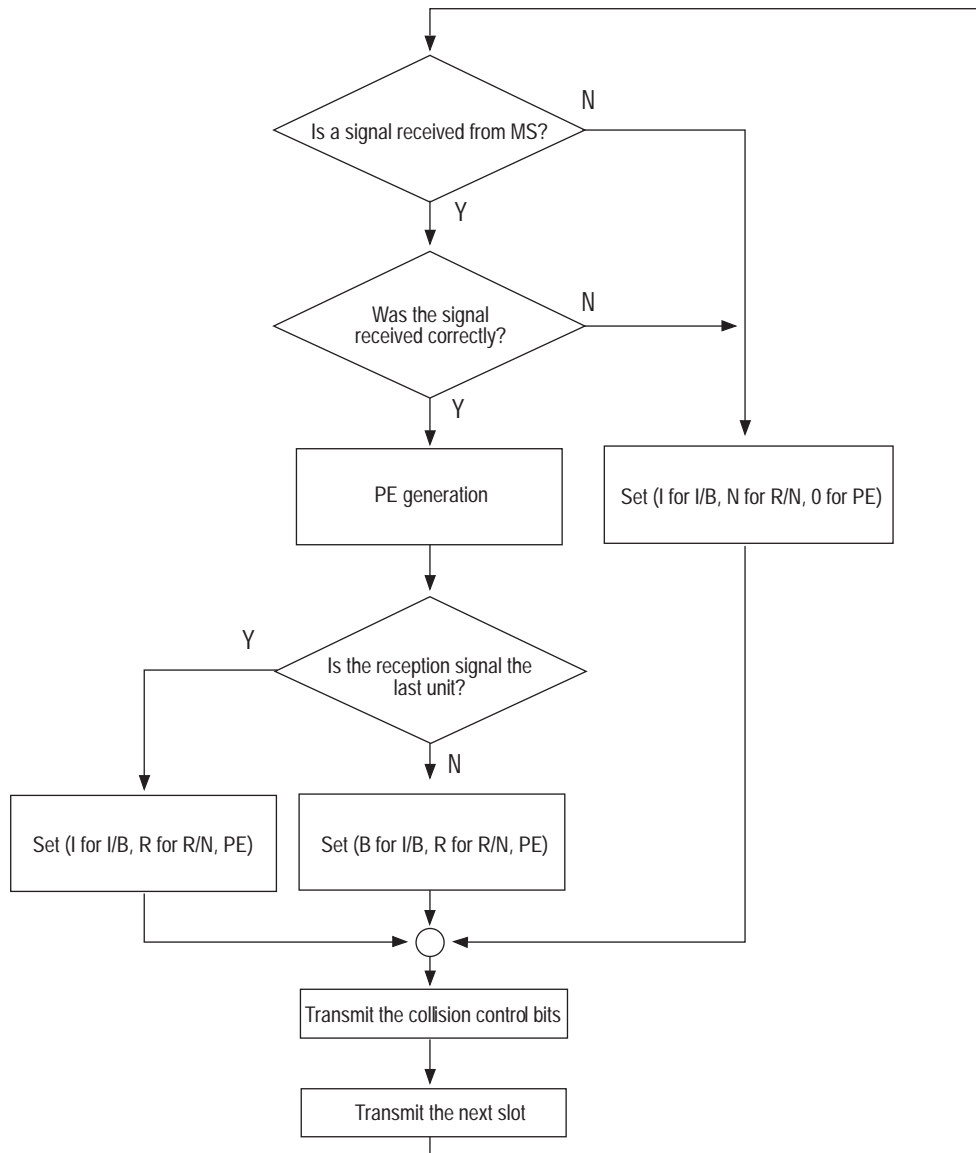 Is a signal received from MS?
N
Y
Was the signal
received correctly?
N
Y
PE generation
Set (I for I/B, N for R/N, 0 for PE)
Y
Is the reception signal the
last unit?
N
Set (I for I/B, R for R/N, PE)
Set (B for I/B, R for R/N, PE)
Transmit the collision control bits
Transmit the next slot